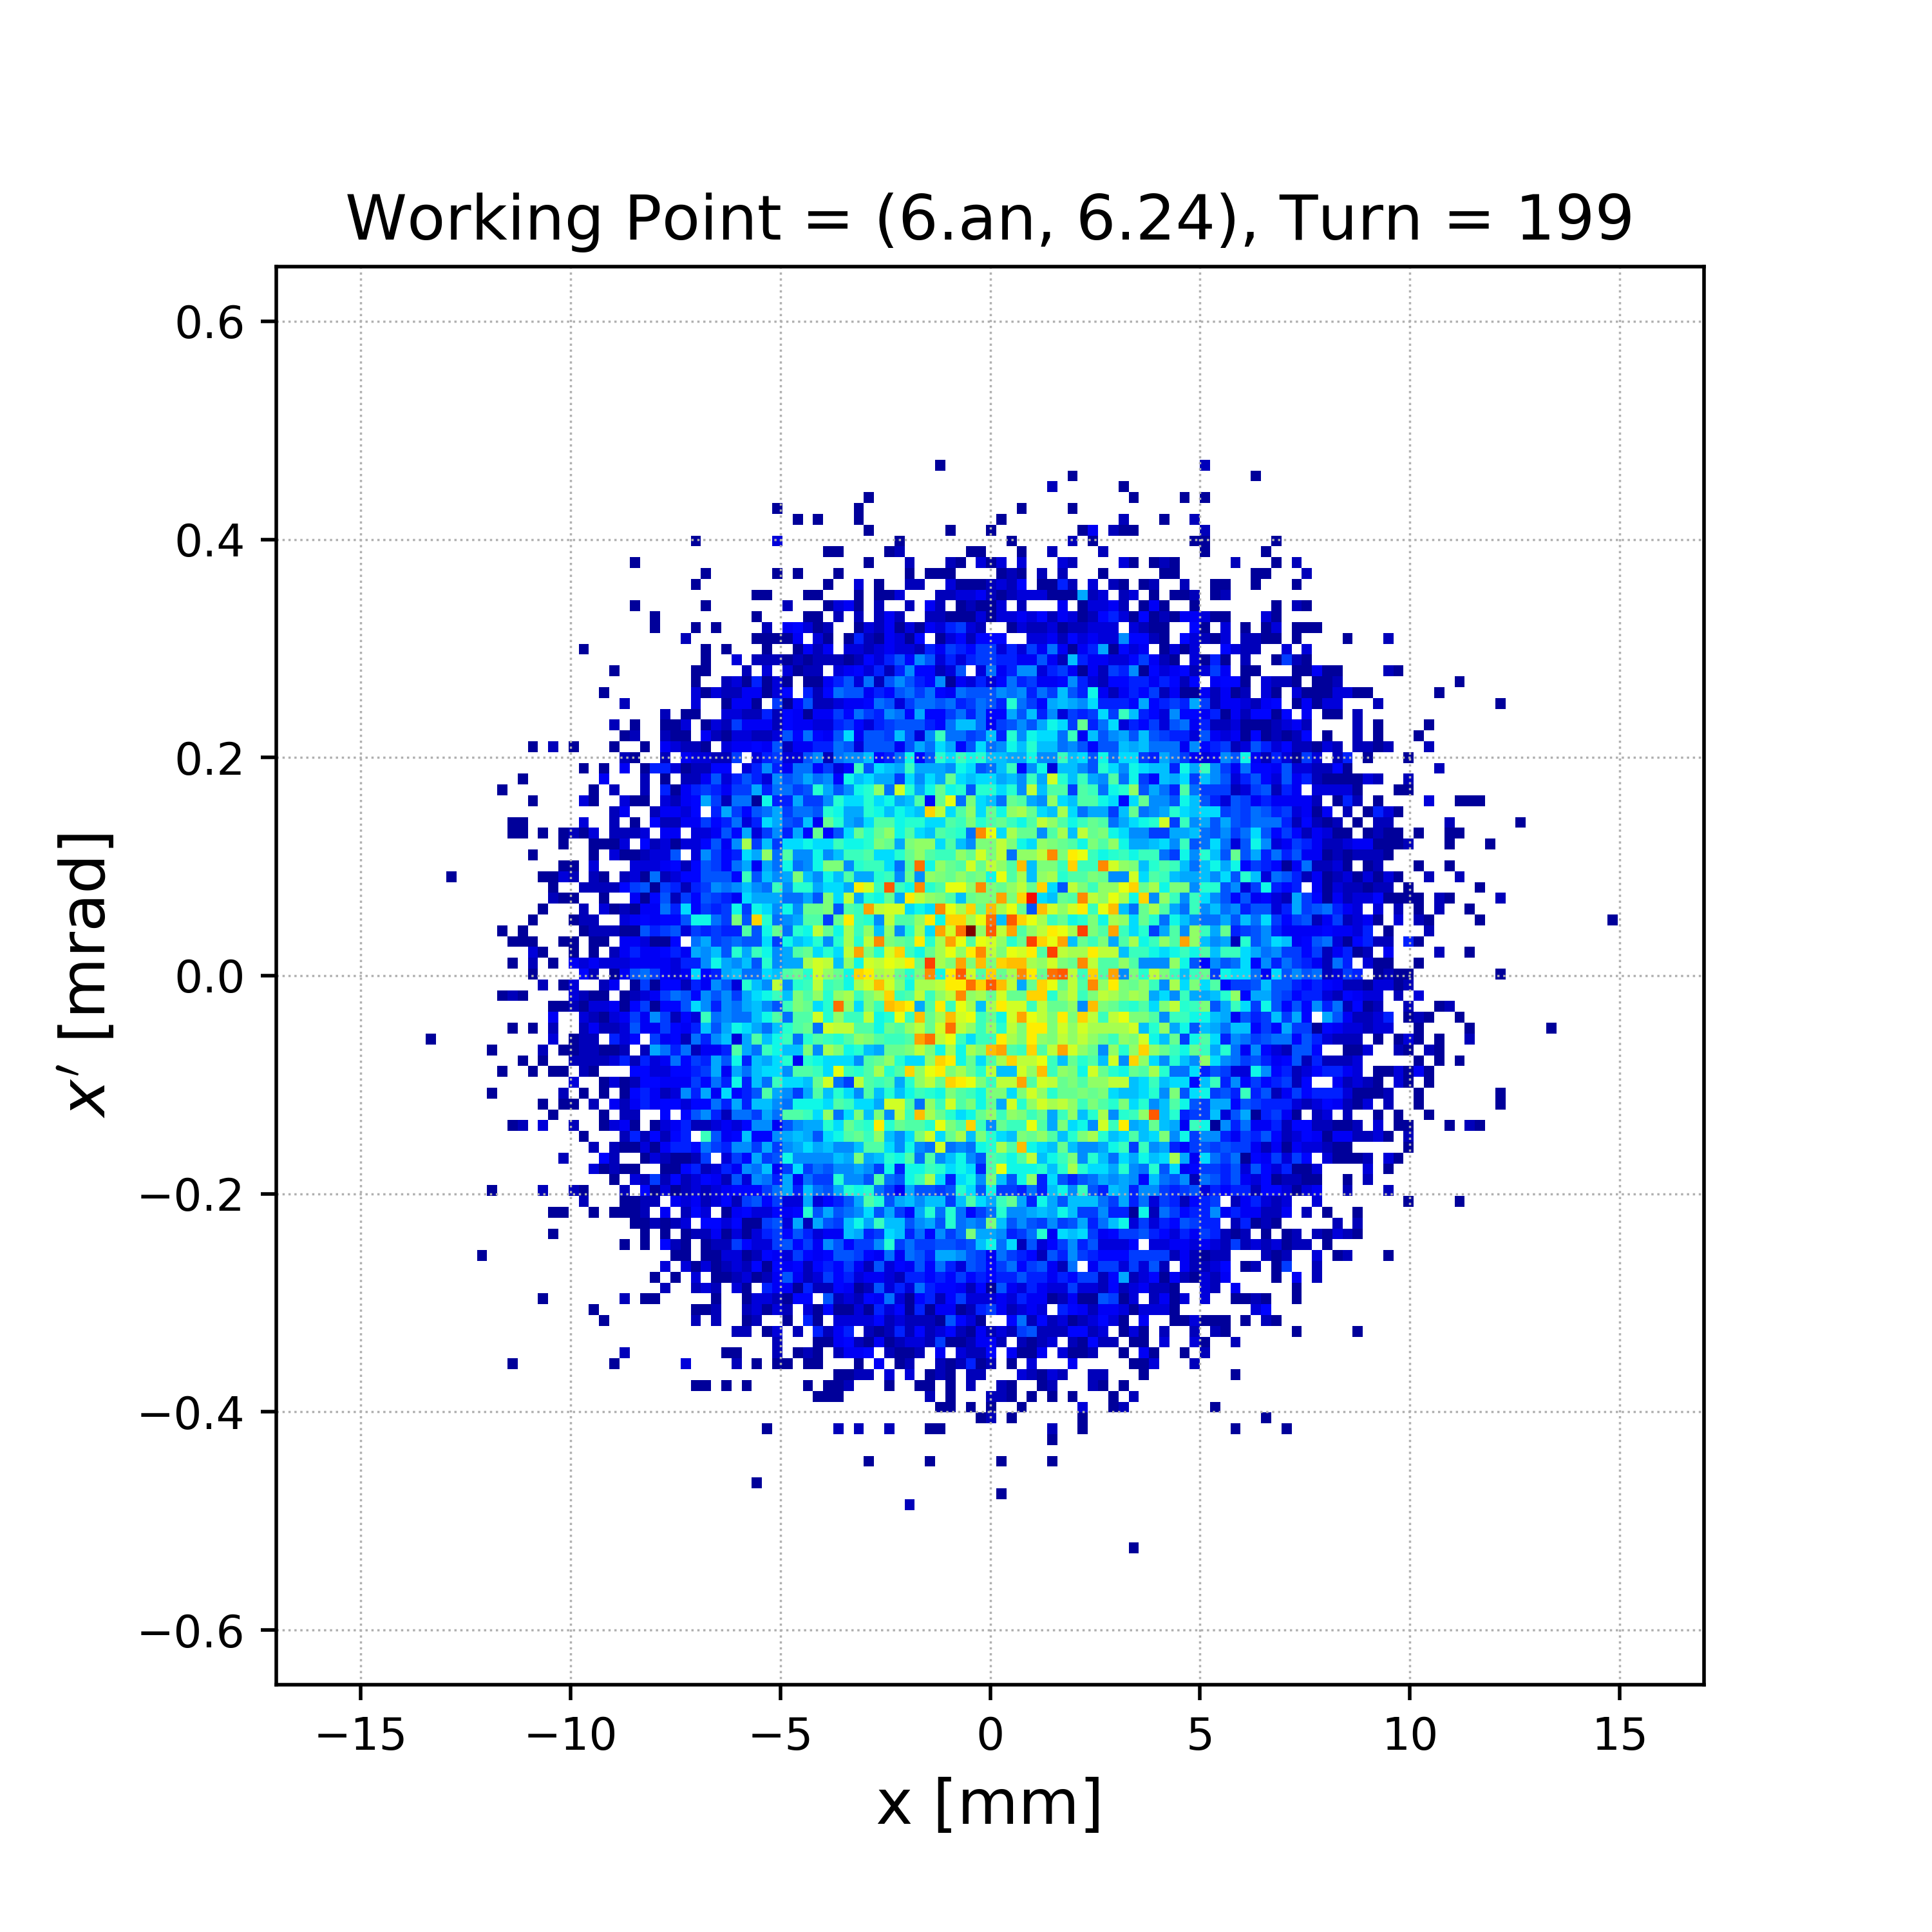 Working Point = (6.an, 6.24), Turn = 199
0.6
0.4
0.2
0.0
−0.2
−0.4
−0.6
x′ [mrad]
−15 −10 −5 0 5 10 15
x [mm]